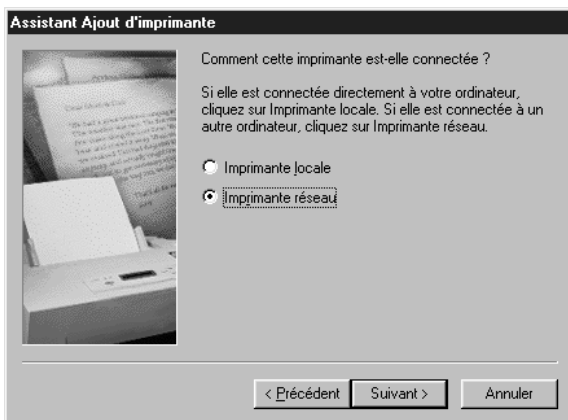 Assistant Ajout d'imprimante
Comment cette imprimante est-elle connectée ?
Si elle est connectée directement à votre ordinateur,
cliquez sur Imprimante locale. Si elle est connectée à un
autre ordinateur, cliquez sur Imprimante réseau.
Imprimante locale
Imprimante réseau
< Précédent
Suivant >
Annuler